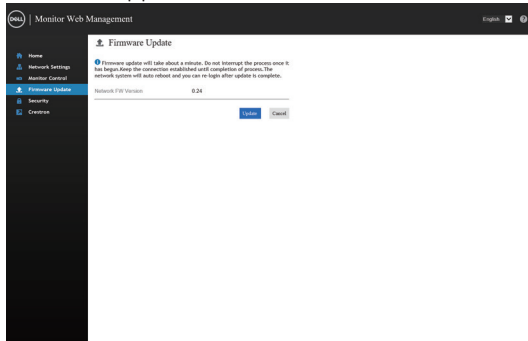 DELL | Monitor Web Management
English
Home
Network Settings
Monitor Control
Firmware Update
Security
Crestron
Firmware Update
Firmware update will take about a minute. Do not interrupt the process once it
has begun.Keep the connection established until completion of process.The
network system will auto reboot and you can re-login after update is complete.
Network FW Version 0.24
Update Cancel